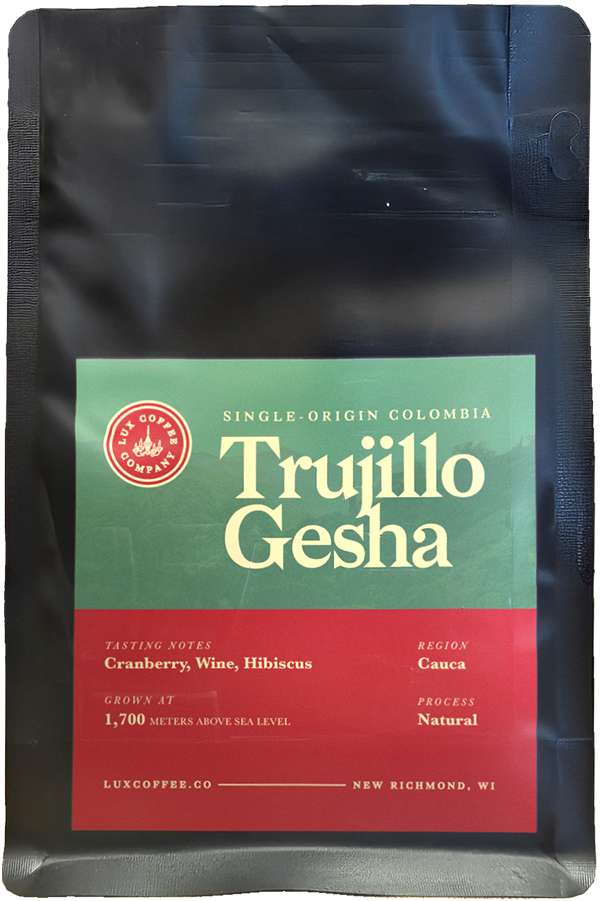 LUX COFFEE
COMPANY
SINGLE-ORIGIN COLOMBIA
Trujillo
Gesha
TASTING NOTES
Cranberry, Wine, Hibiscus
REGION
Cauca
GROWN AT
1,700 METERS ABOVE SEA LEVEL
PROCESS
Natural
LUXCOFFEE.CO
NEW RICHMOND, WI